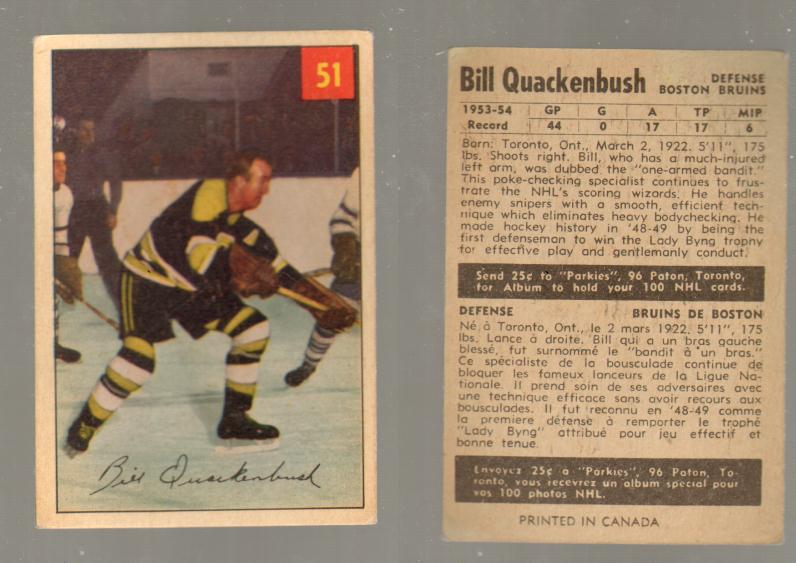 51
Bill Quackenbush
Bill Quackenbush
DEFENSE
BOSTON BRUINS
1953-54 GP G A TP MIP
Record 44 0 17 17 6
Born: Toronto, Ont., March 2, 1922. 5'11", 175
lbs. Shoots right. Bill, who has a much-injured
left arm, was dubbed the "one-armed bandit."
This poke-checking specialist continues to frus-
trate the NHL's scoring wizards. He handles
enemy snipers with a smooth, efficient tech-
nique which eliminates heavy bodychecking. He
made hockey history in '48-49 by being the
first defenseman to win the Lady Byng trophy
for effective play and gentlemanly conduct.
Send 25¢ to "Parkies", 96 Paton, Toronto,
for Album to hold your 100 NHL cards.
DEFENSE BRUINS DE BOSTON
Né à Toronto, Ont., le 2 mars 1922. 5'11", 175
lbs. Lance à droite. Bill qui a un bras gauche
blessé, fut surnommé le "bandit à un bras."
Ce spécialiste de la bousculade continue de
bloquer les fameux lanceurs de la Ligue Na-
tionale. Il prend soin de ses adversaires avec
une technique efficace sans avoir recours aux
bousculades. Il fut reconnu en '48-49 comme
la premiere défense à remporter le trophé
"Lady Byng" attribué pour jeu effectif et
bonne tenue.
Envoyez 25¢ à "Parkies", 96 Paton, To-
ronto, vous recevrez un album special pour
vos 100 photos NHL.
PRINTED IN CANADA